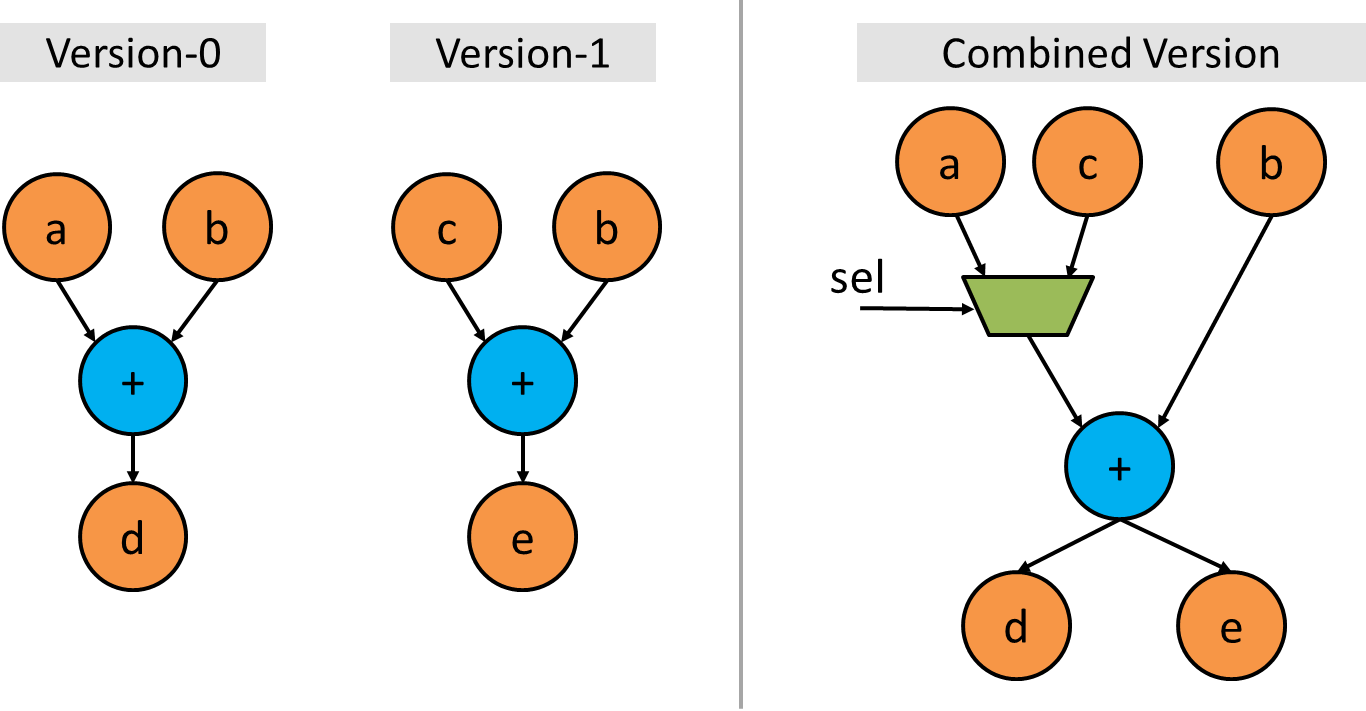 Version-0
Version-1
Combined Version
a
b
+
d
c
b
+
e
a
c
b
sel
+
d
e